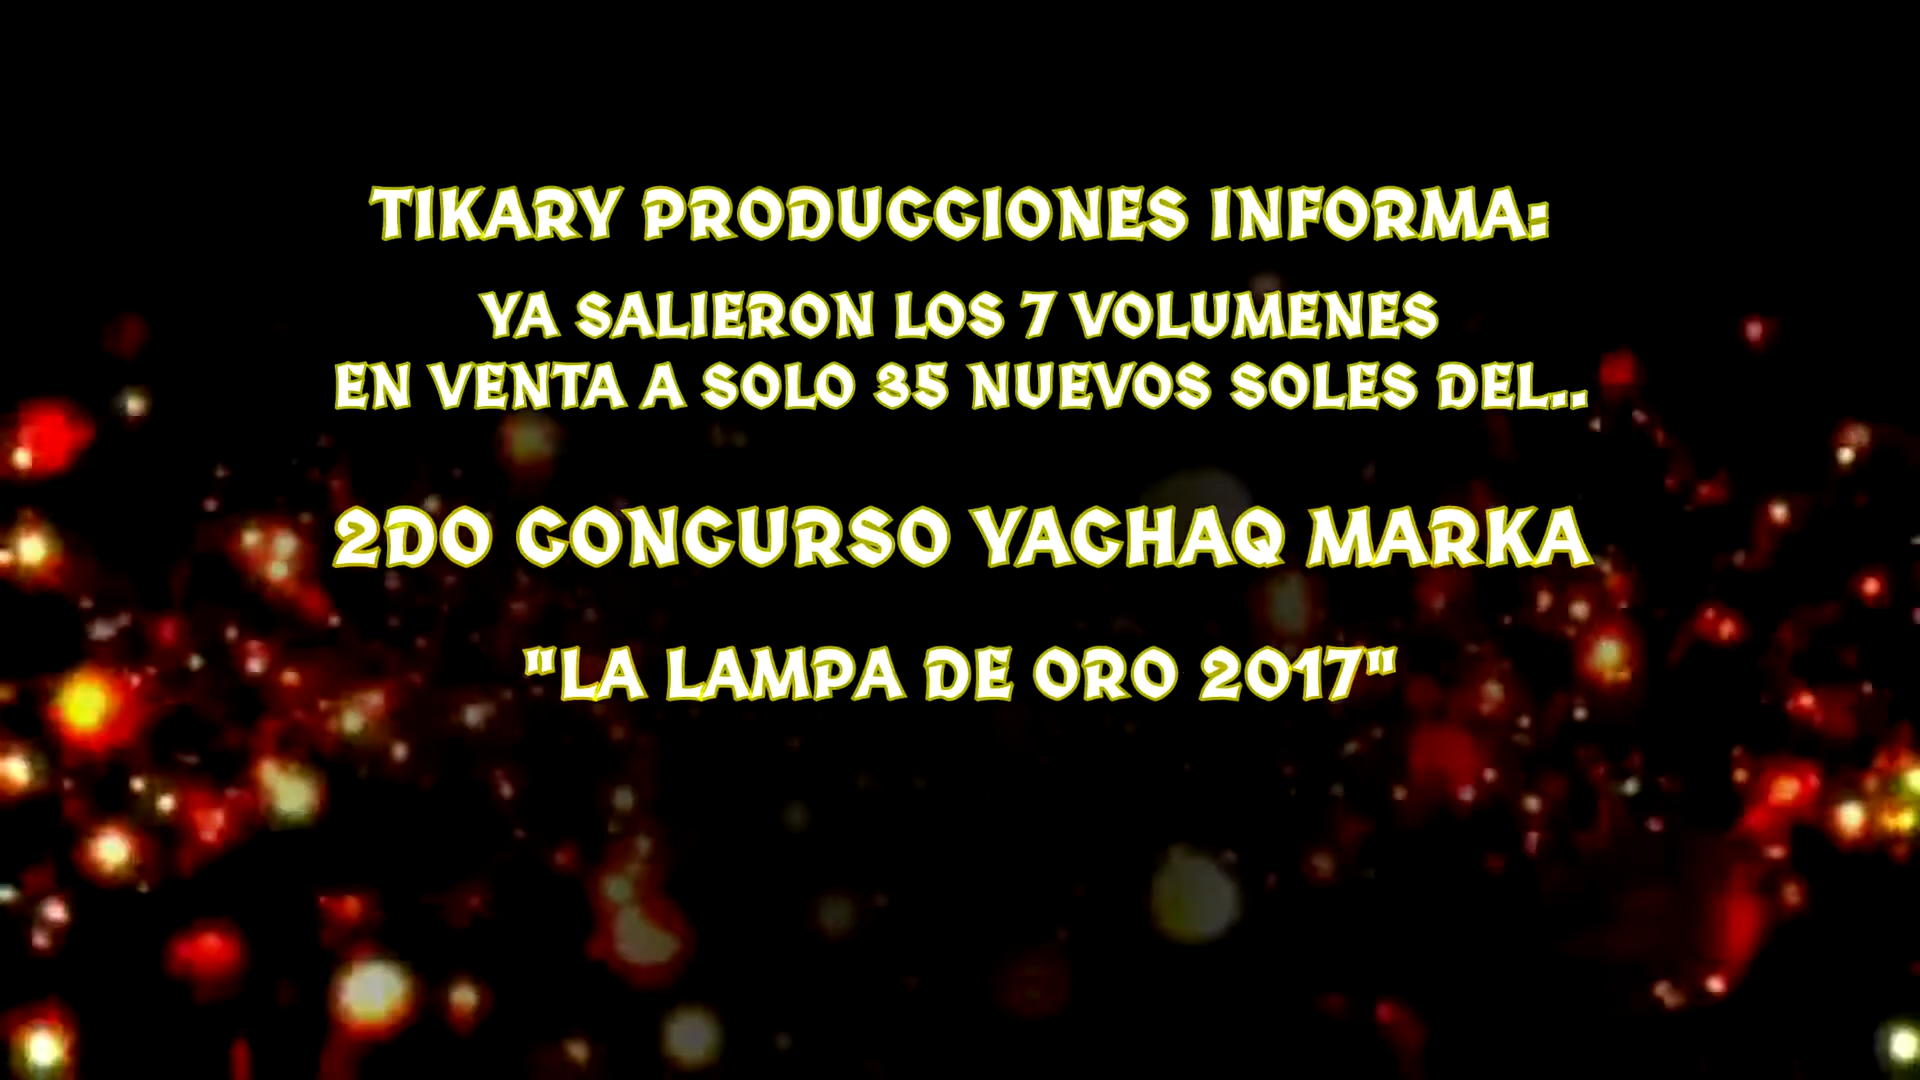 TIKARY PRODUCCIONES INFORMA:
YA SALIERON LOS 7 VOLUMENES
EN VENTA A SOLO 35 NUEVOS SOLES DEL..
2DO CONCURSO YACHAQ MARKA
"LA LAMPA DE ORO 2017"